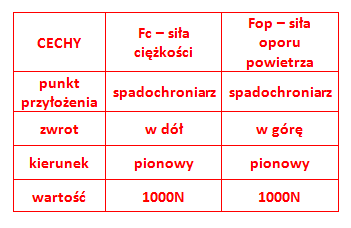 CECHY
Fc – siła
ciężkości
Fop – siła
oporu
powietrza
punkt
przyłożenia
spadochroniarz
spadochroniarz
zwrot
w dół
w górę
kierunek
pionowy
pionowy
wartość
1000N
1000N